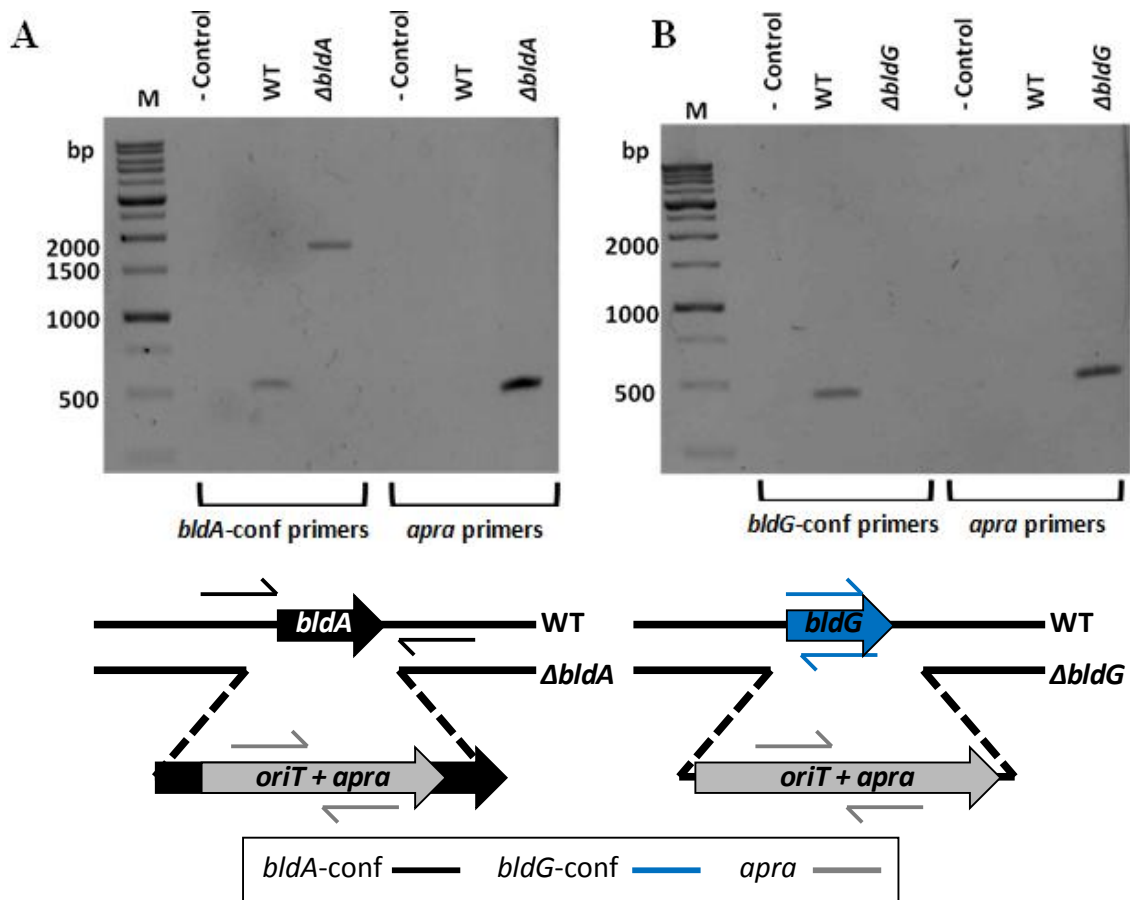 A
- Control
WT
ΔbldA
- Control
WT
ΔbldA
M
bp
2000
1500
1000
500
bldA-conf primers
apra primers
B
- Control
WT
ΔbldG
- Control
WT
ΔbldG
M
bp
2000
1000
500
bldG-conf primers
apra primers
bldA
WT
ΔbldA
oriT + apra
bldG
WT
ΔbldG
oriT + apra
bldA-conf bldG-conf apra